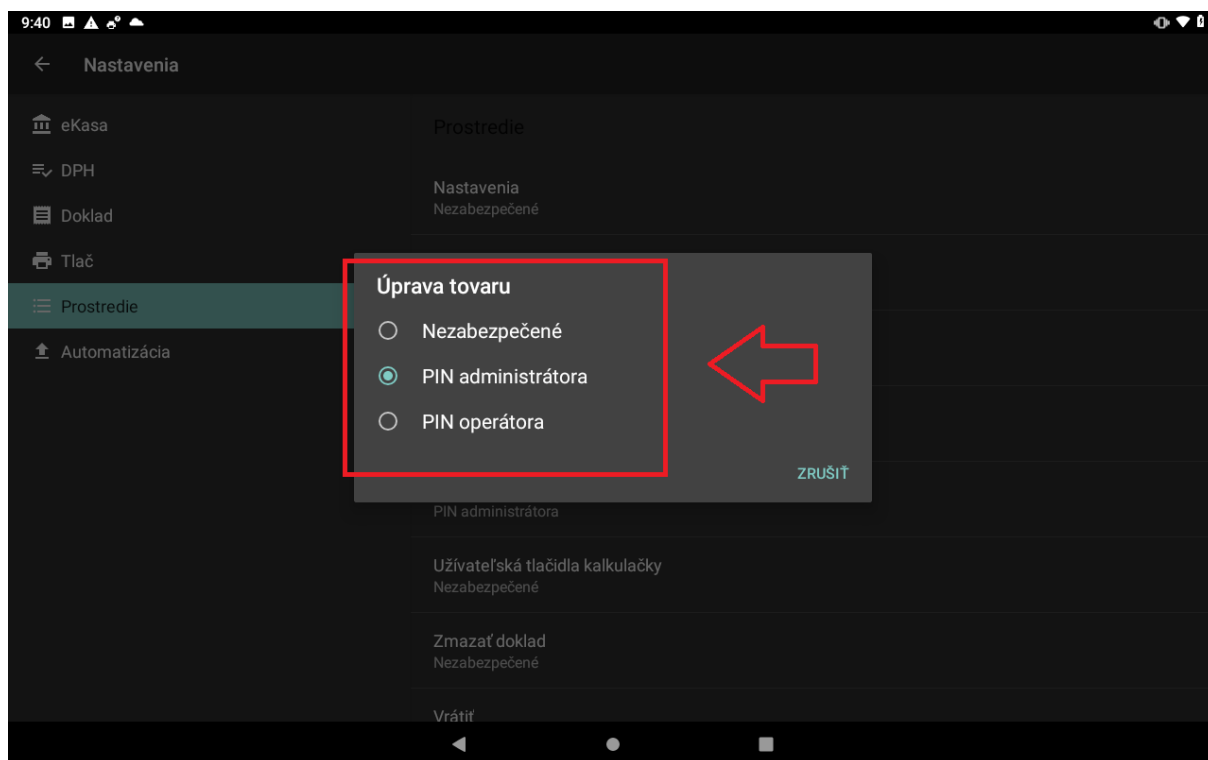 9:40
Nastavenia
eKasa
DPH
Doklad
Tlač
Prostredie
Automatizácia
Prostredie
Nastavenia
Nezabezpečené
Úprava tovaru
Nezabezpečené
PIN administrátora
PIN operátora
ZRUŠIŤ
PIN administrátora
Užívateľská tlačidla kalkulačky
Nezabezpečené
Zmazať doklad
Nezabezpečené
Vrátiť